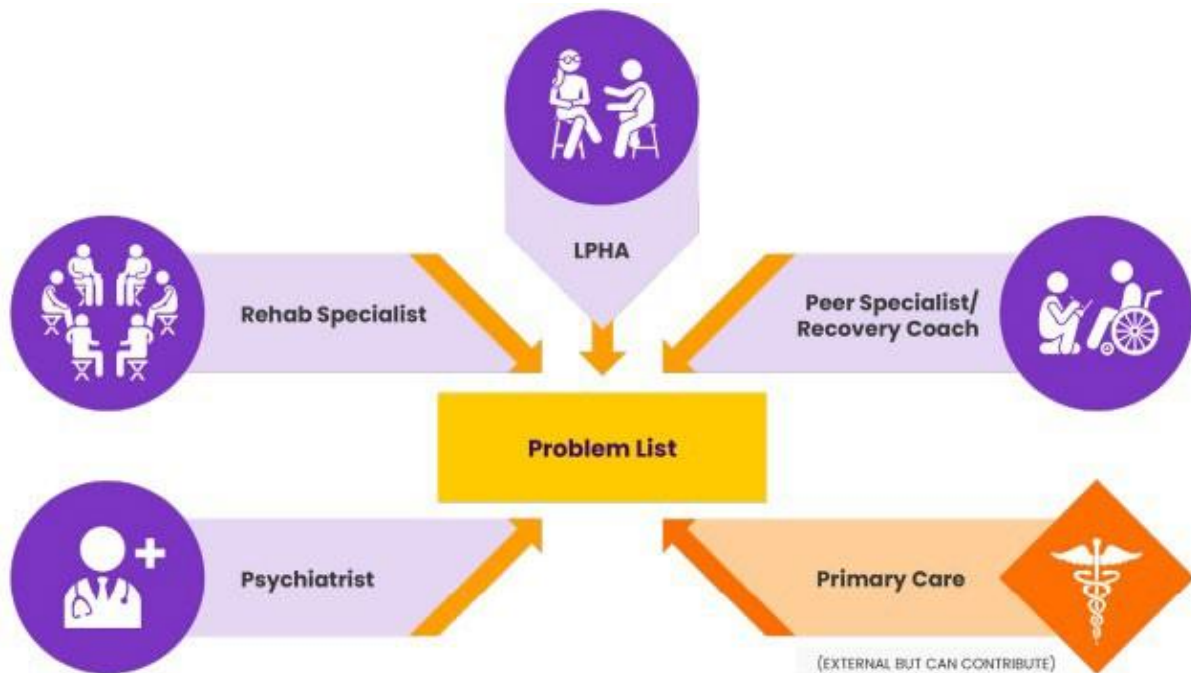 LPHA
Rehab Specialist
Peer Specialist/
Recovery Coach
Problem List
Psychiatrist
Primary Care
(EXTERNAL BUT CAN CONTRIBUTE)